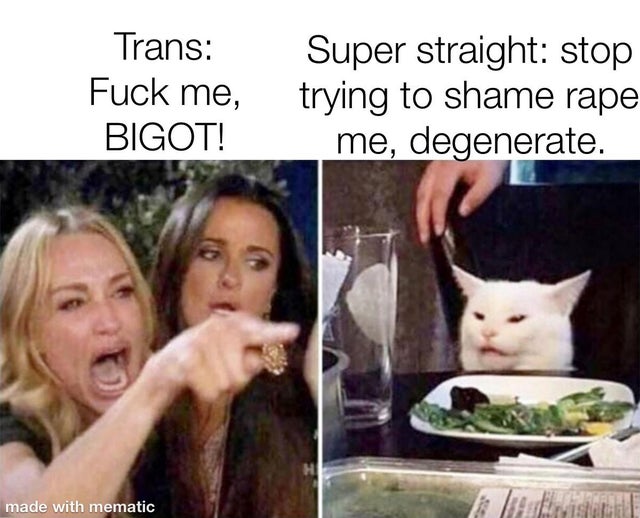 Trans:
Fuck me,
BIGOT!
Super straight: stop
trying to shame rape
me, degenerate.
made with mematic